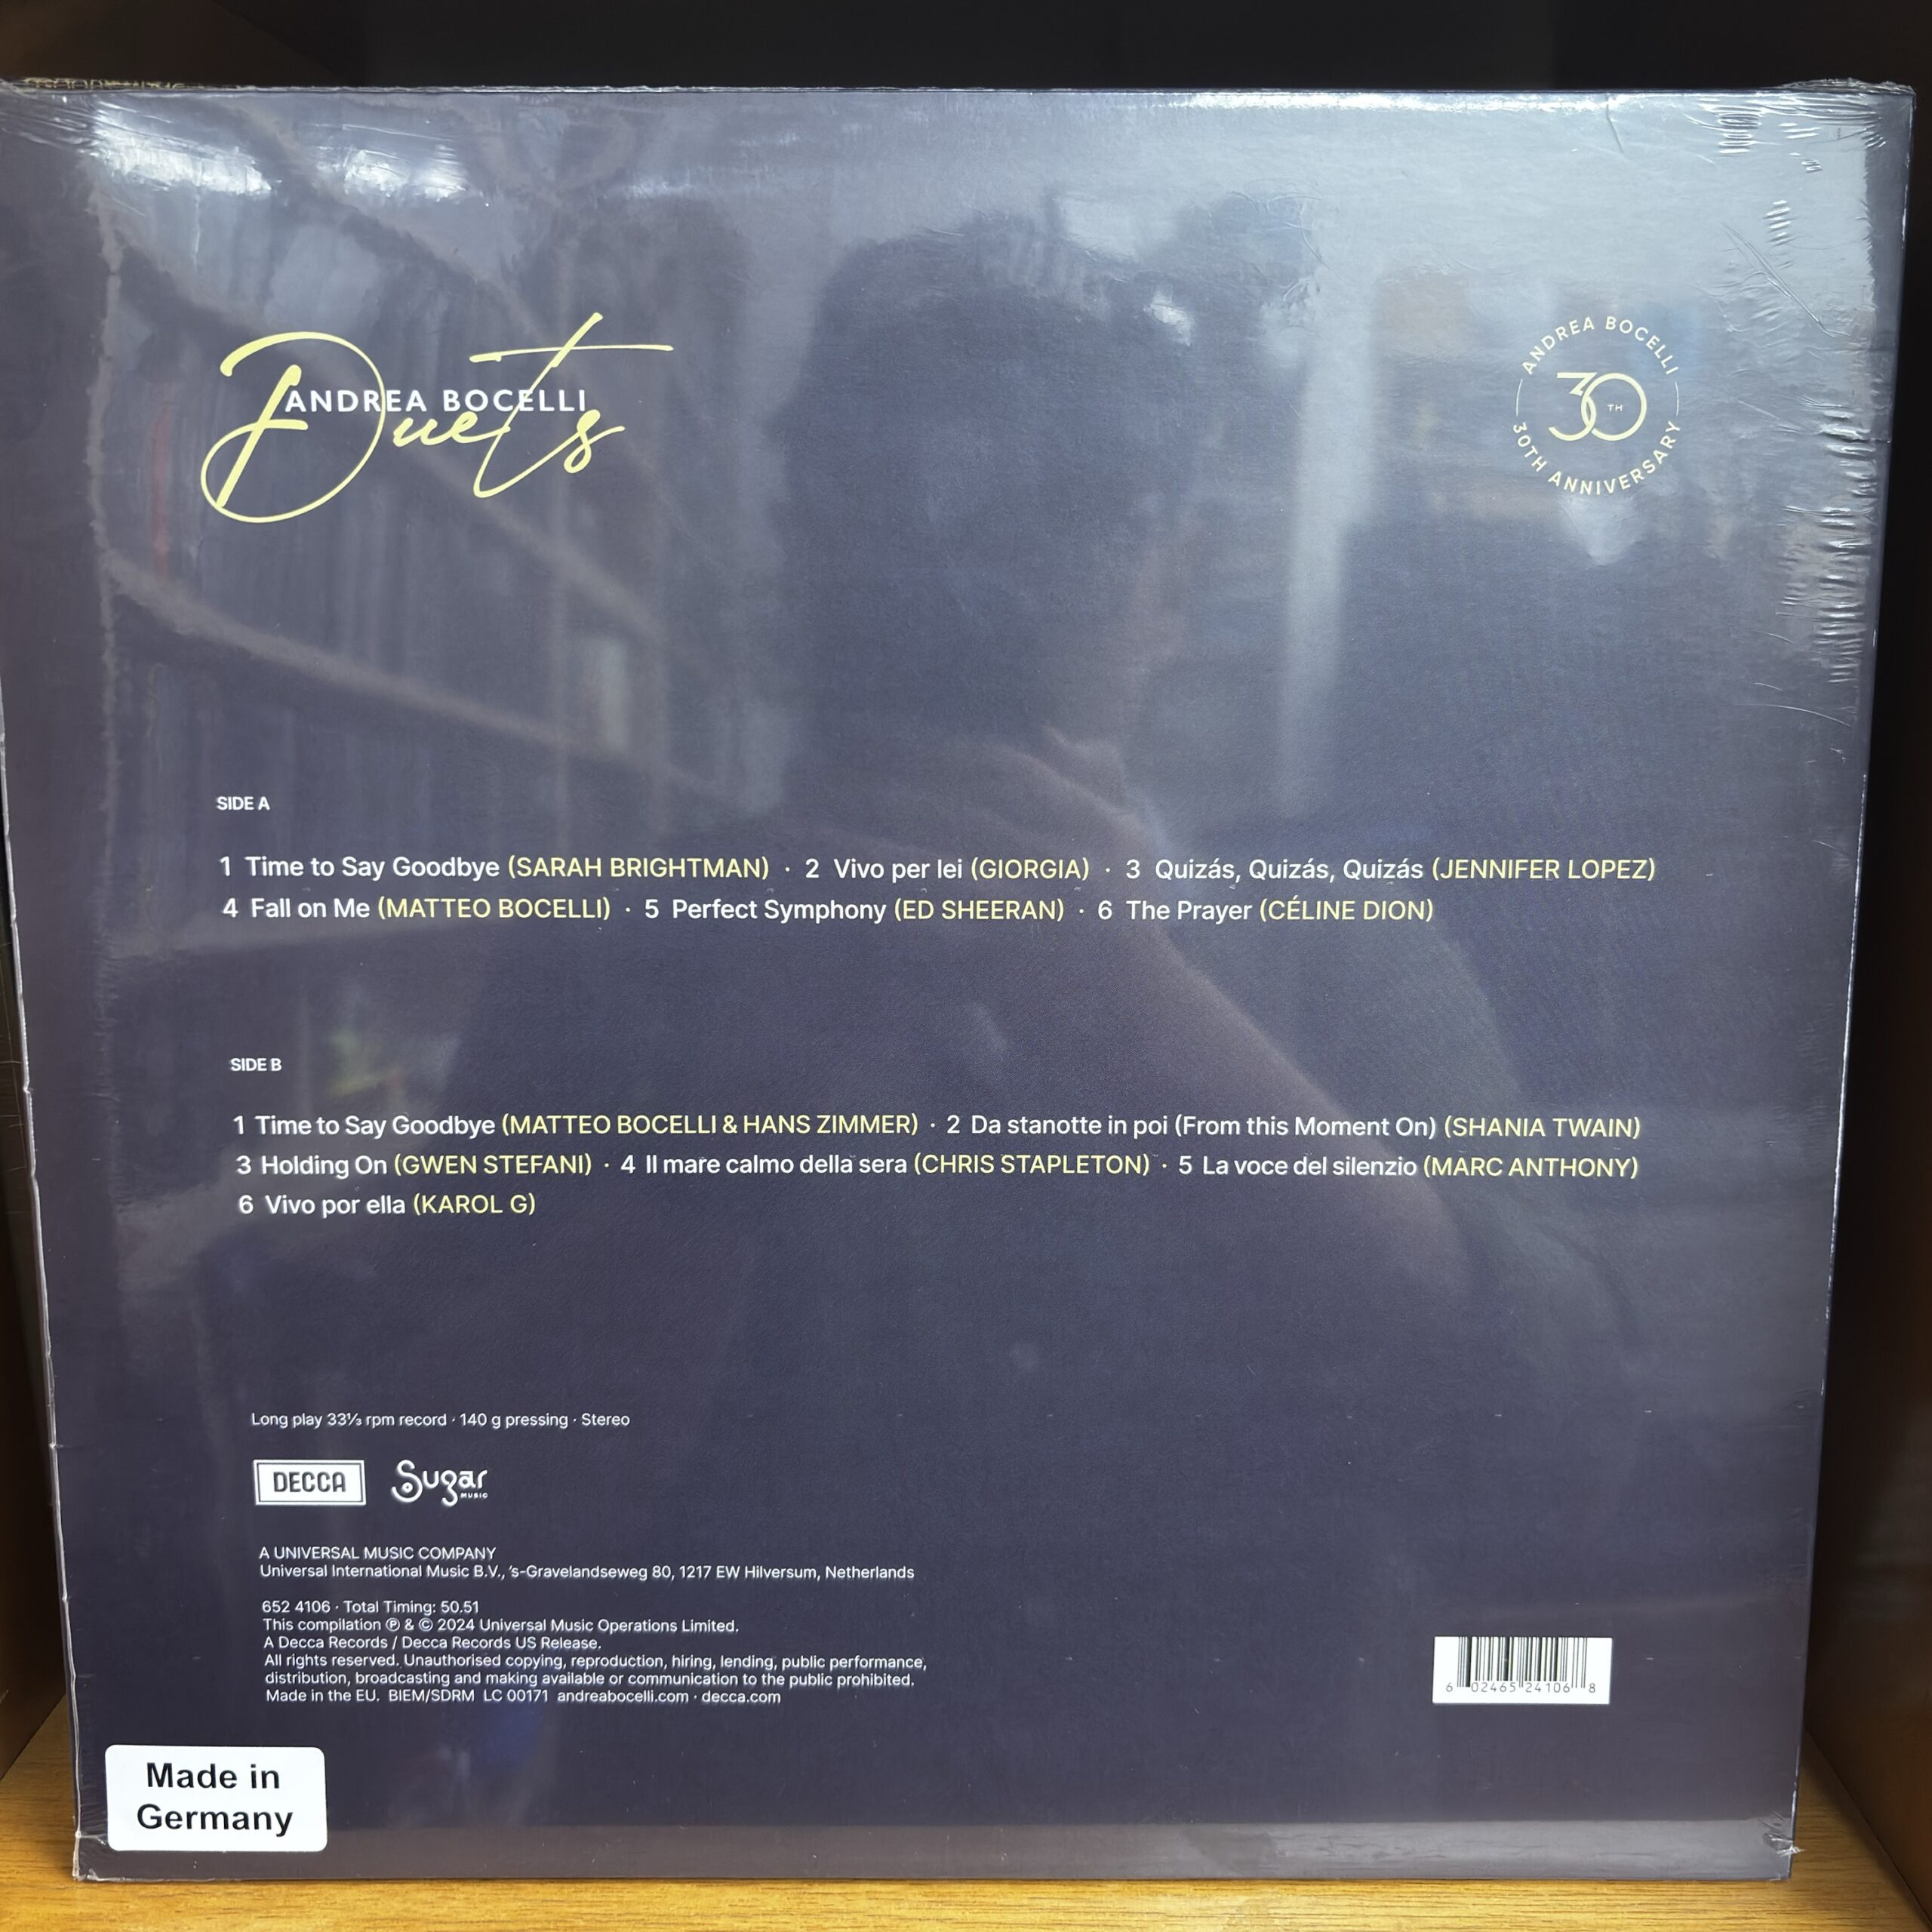 Duets
ANDREA BOCELLI
ANDREA BOCELLI
30 TH
30TH ANNIVERSARY
SIDE A
1 Time to Say Goodbye (SARAH BRIGHTMAN) · 2 Vivo per lei (GIORGIA) · 3 Quizás, Quizás, Quizás (JENNIFER LOPEZ)
4 Fall on Me (MATTEO BOCELLI) · 5 Perfect Symphony (ED SHEERAN) · 6 The Prayer (CÉLINE DION)
SIDE B
1 Time to Say Goodbye (MATTEO BOCELLI & HANS ZIMMER) · 2 Da stanotte in poi (From this Moment On) (SHANIA TWAIN)
3 Holding On (GWEN STEFANI) · 4 Il mare calmo della sera (CHRIS STAPLETON) · 5 La voce del silenzio (MARC ANTHONY)
6 Vivo por ella (KAROL G)
Long play 33⅓ rpm record · 140 g pressing · Stereo
DECCA
Sugar
MUSIC
A UNIVERSAL MUSIC COMPANY
Universal International Music B.V., 's-Gravelandseweg 80, 1217 EW Hilversum, Netherlands
652 4106 · Total Timing: 50.51
This compilation ℗ & © 2024 Universal Music Operations Limited.
A Decca Records / Decca Records US Release.
All rights reserved. Unauthorised copying, reproduction, hiring, lending, public performance,
distribution, broadcasting and making available or communication to the public prohibited.
Made in the EU. BIEM/SDRM LC 00171 andreabocelli.com · decca.com
6 02465 24106 8
Made in
Germany